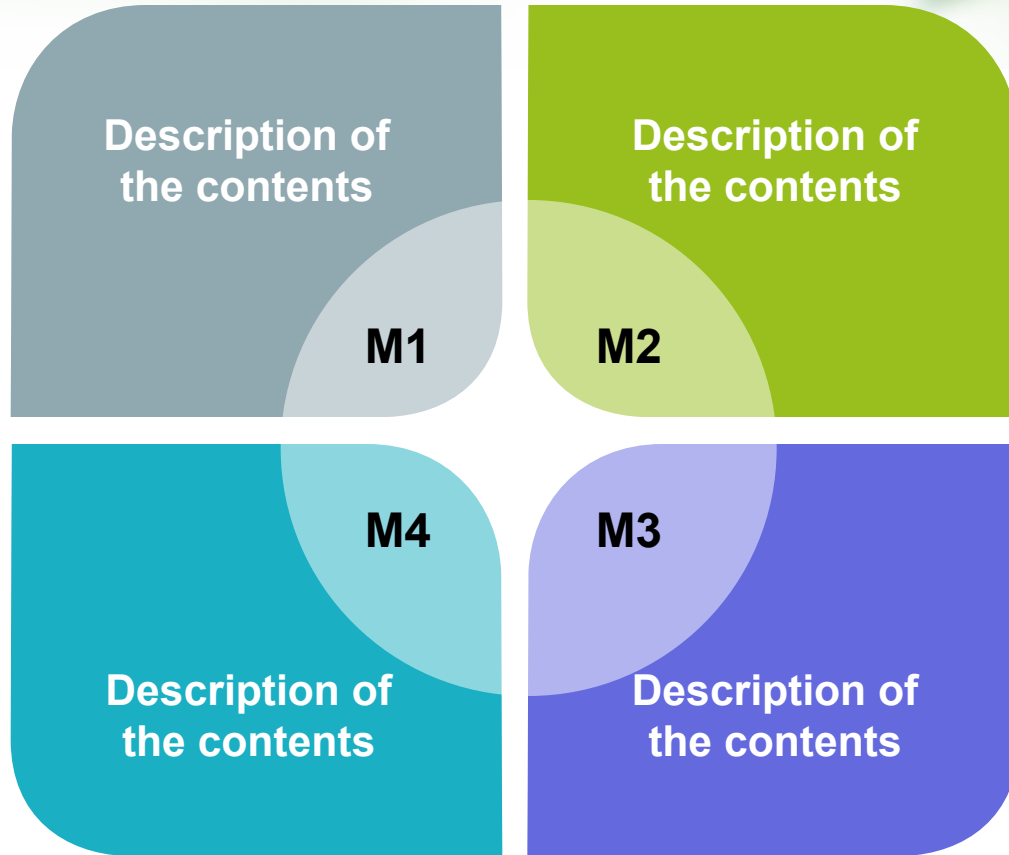 Description of
the contents
Description of
the contents
M1
M2
M4
M3
Description of
the contents
Description of
the contents